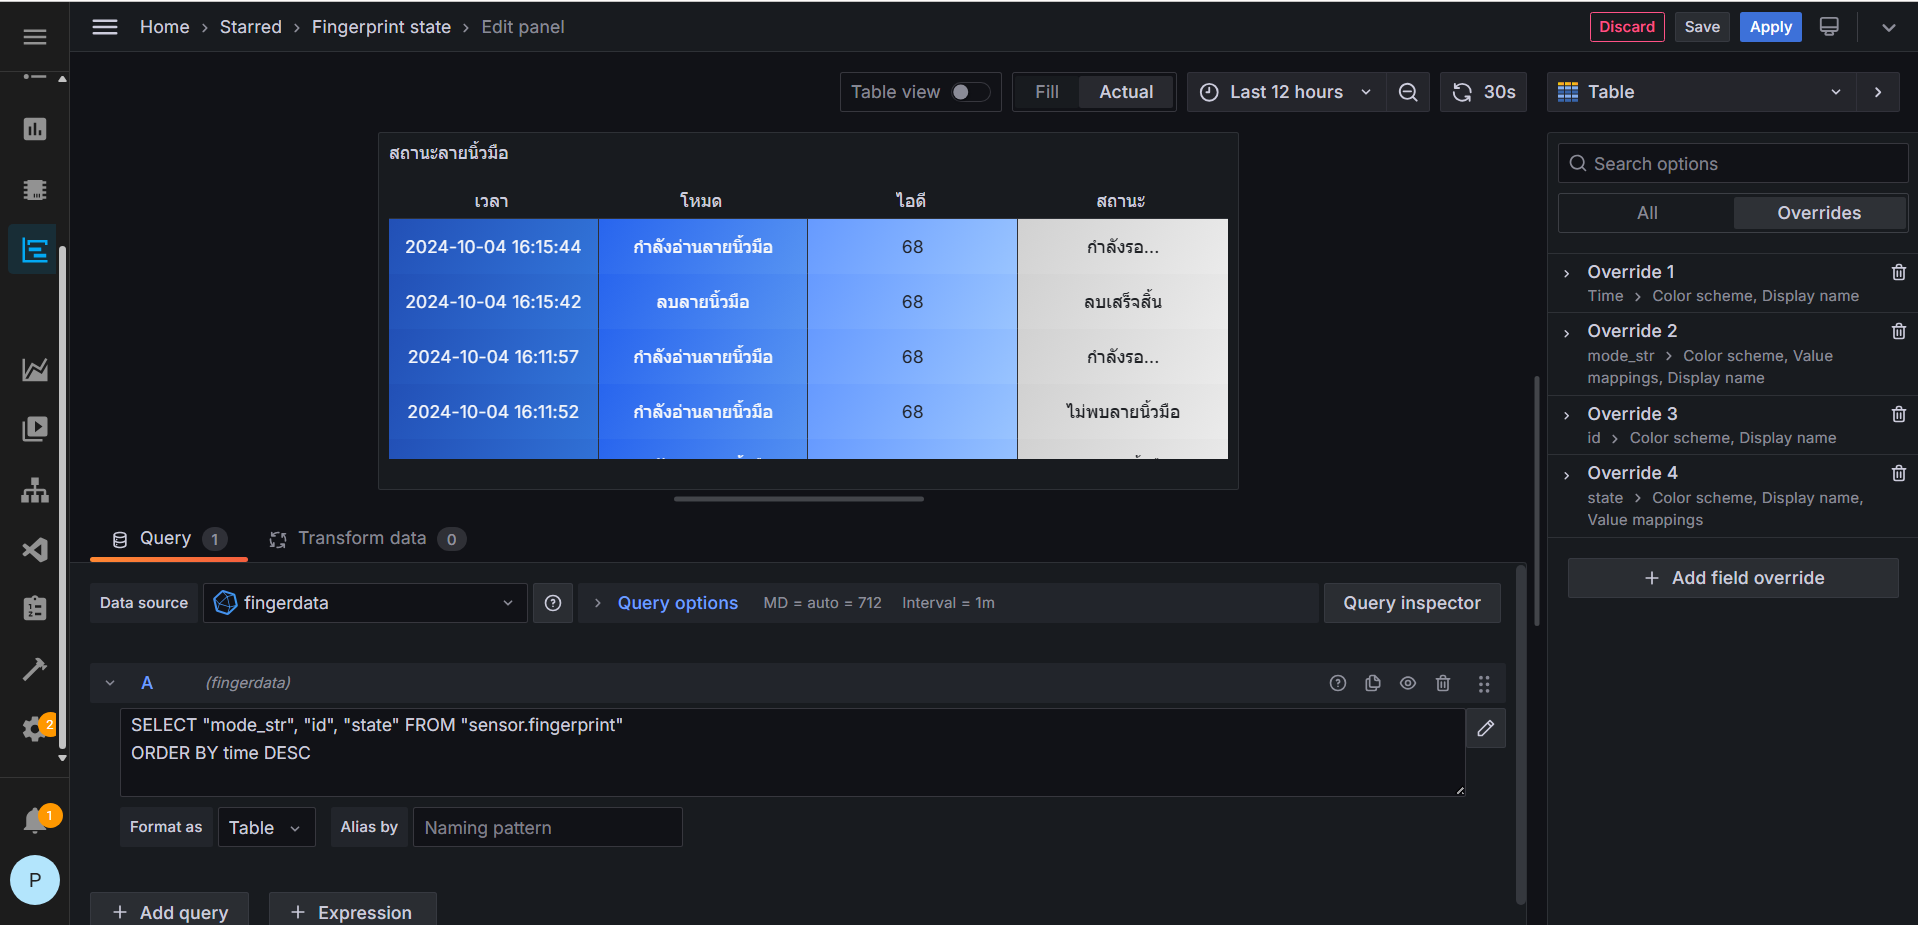 Home › Starred › Fingerprint state › Edit panel
Discard Save Apply
Table view Fill Actual Last 12 hours 30s Table
สถานะลายนิ้วมือ
เวลา โหมด ไอดี สถานะ
2024-10-04 16:15:44 กำลังอ่านลายนิ้วมือ 68 กำลังรอ...
2024-10-04 16:15:42 ลบลายนิ้วมือ 68 ลบเสร็จสิ้น
2024-10-04 16:11:57 กำลังอ่านลายนิ้วมือ 68 กำลังรอ...
2024-10-04 16:11:52 กำลังอ่านลายนิ้วมือ 68 ไม่พบลายนิ้วมือ
Query 1 Transform data 0
Data source fingerdata › Query options MD = auto = 712 Interval = 1m Query inspector
A (fingerdata)
SELECT "mode_str", "id", "state" FROM "sensor.fingerprint"
ORDER BY time DESC
Format as Table Alias by Naming pattern
+ Add query + Expression
Search options
All Overrides
Override 1
Time › Color scheme, Display name
Override 2
mode_str › Color scheme, Value
mappings, Display name
Override 3
id › Color scheme, Display name
Override 4
state › Color scheme, Display name,
Value mappings
+ Add field override
2
1
P